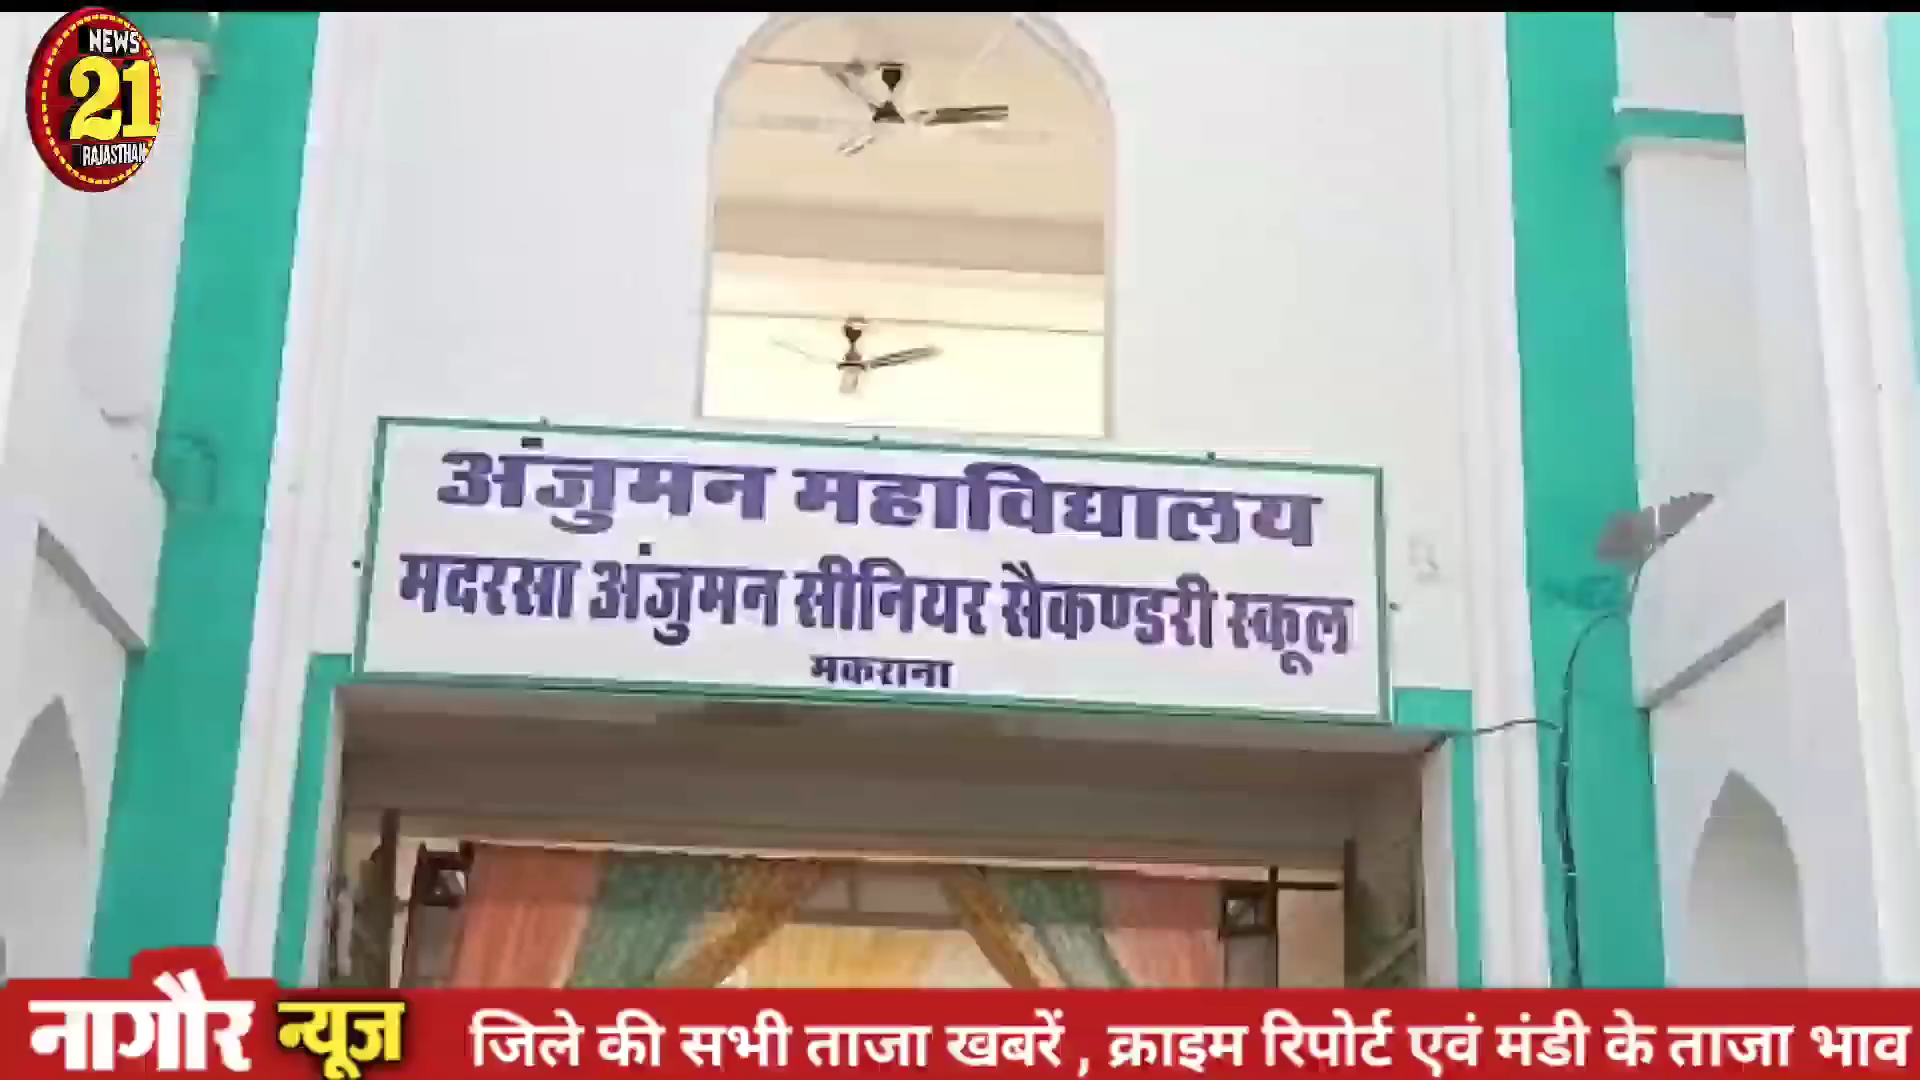 NEWS
21
RAJASTHAN
अंजुमन महाविद्यालय
मदरसा अंजुमन सीनियर सैकण्डरी स्कूल
मकराना
नागौर न्यूज जिले की सभी ताजा खबरें , क्राइम रिपोर्ट एवं मंडी के ताजा भाव